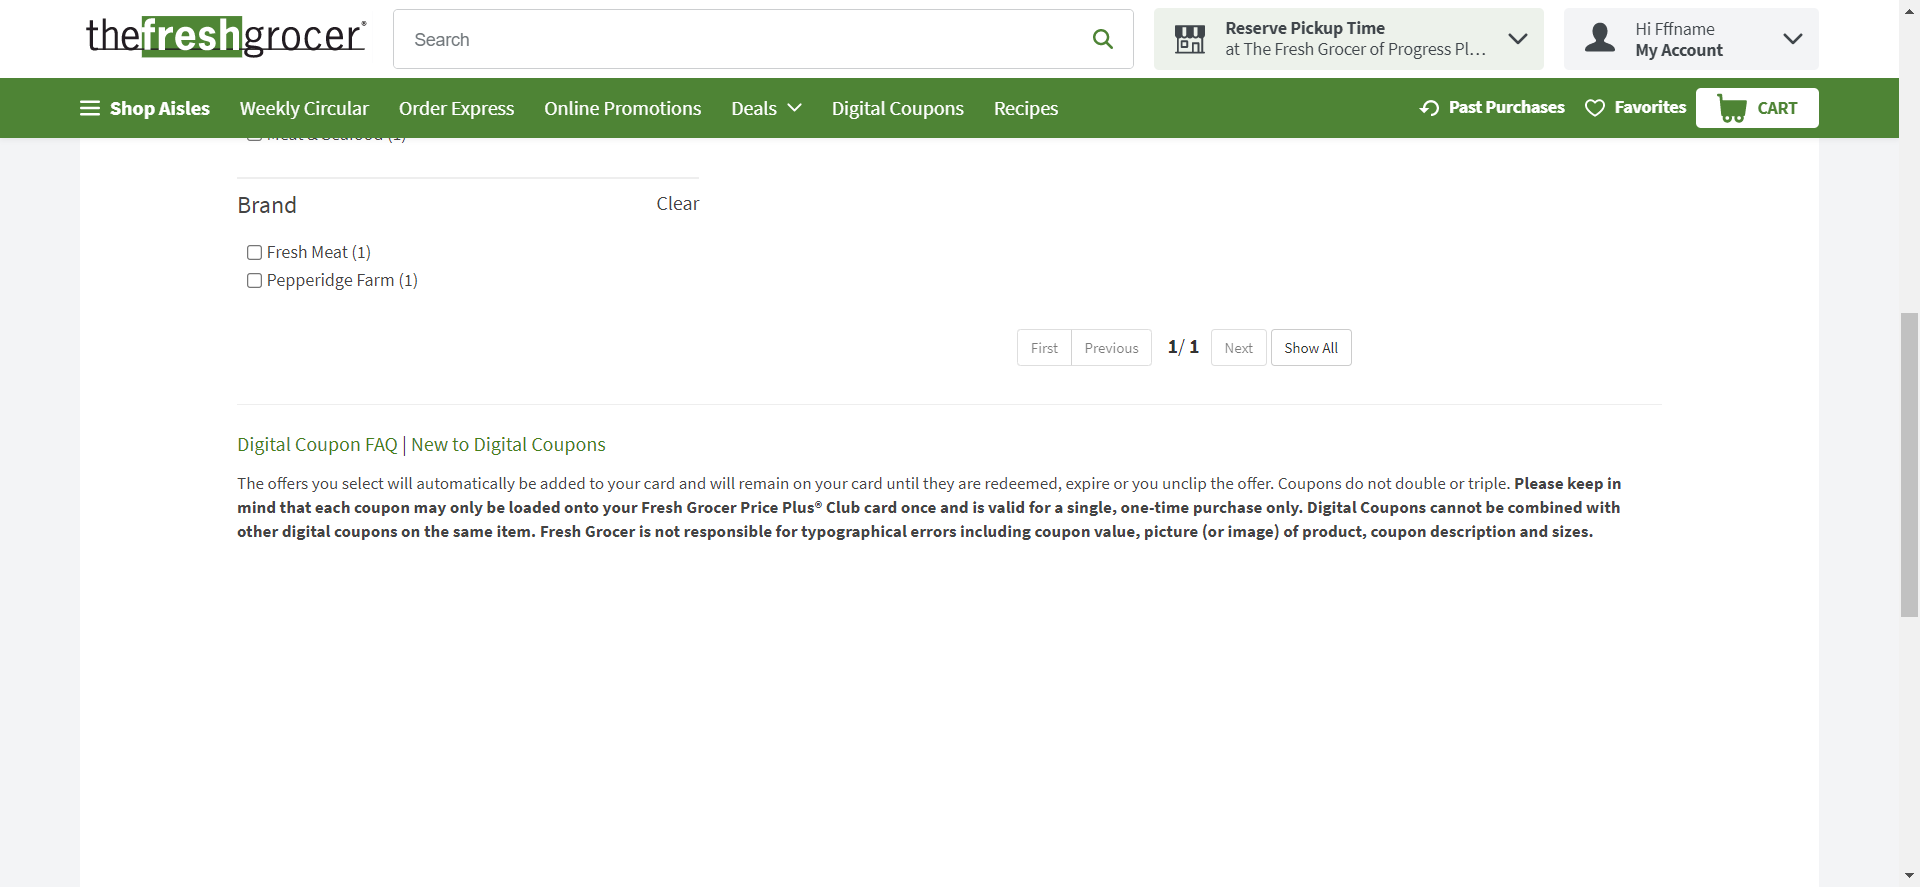 thefreshgrocer®
Search
Reserve Pickup Time
at The Fresh Grocer of Progress Pl...
Hi Fffname
My Account
Shop Aisles
Weekly Circular
Order Express
Online Promotions
Deals
Digital Coupons
Recipes
Past Purchases
Favorites
CART
Meat & Seafood (1)
Brand
Clear
Fresh Meat (1)
Pepperidge Farm (1)
First
Previous
1/ 1
Next
Show All
Digital Coupon FAQ | New to Digital Coupons
The offers you select will automatically be added to your card and will remain on your card until they are redeemed, expire or you unclip the offer. Coupons do not double or triple. Please keep in
mind that each coupon may only be loaded onto your Fresh Grocer Price Plus® Club card once and is valid for a single, one-time purchase only. Digital Coupons cannot be combined with
other digital coupons on the same item. Fresh Grocer is not responsible for typographical errors including coupon value, picture (or image) of product, coupon description and sizes.